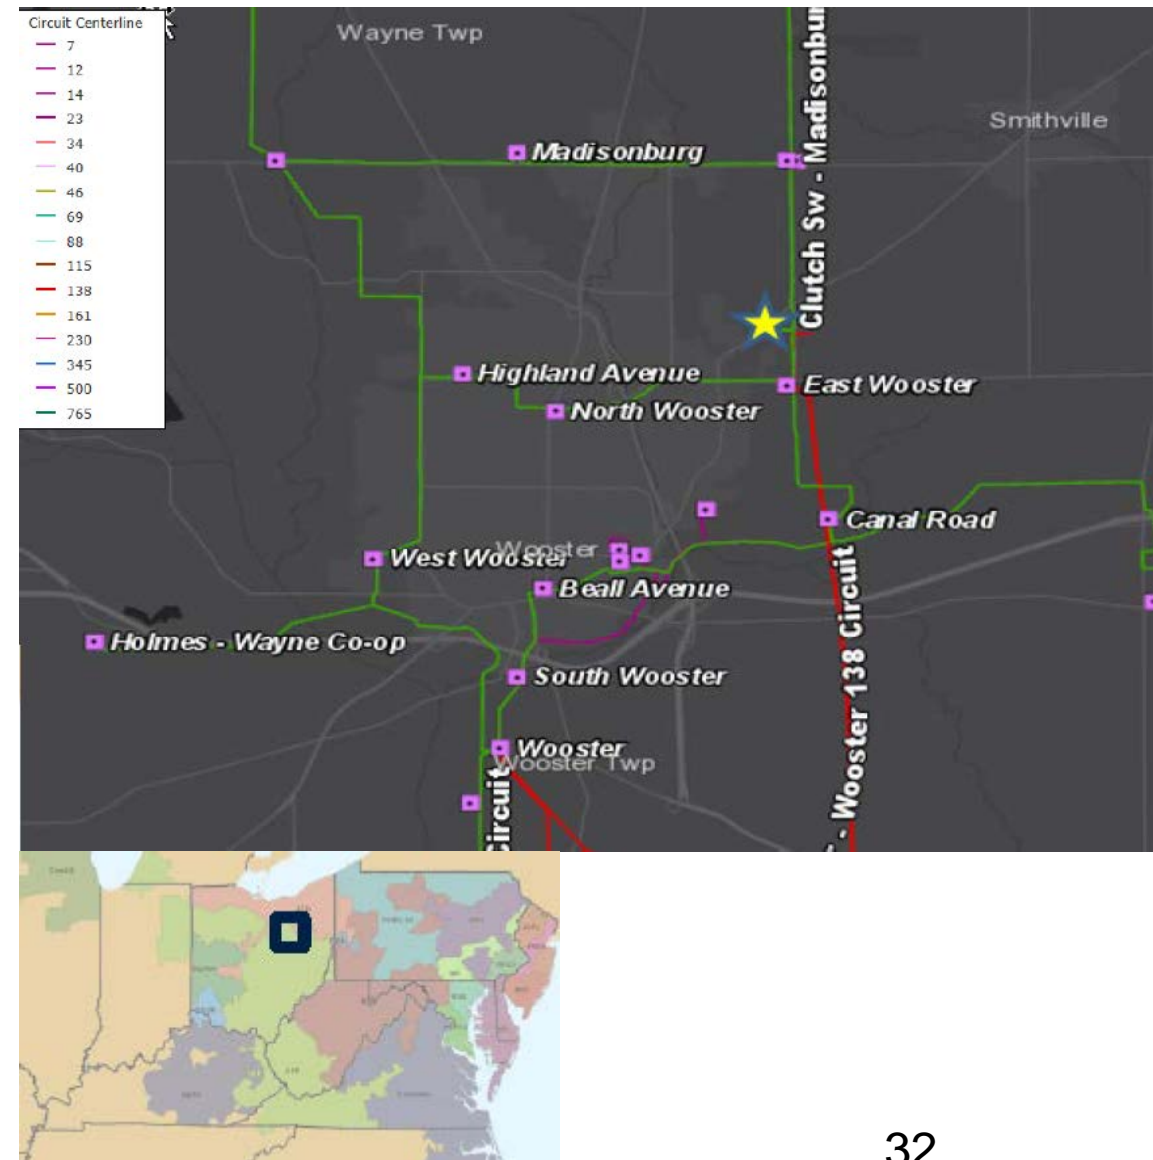 Circuit Centerline
7
12
14
23
34
40
46
69
88
115
138
161
230
345
500
765
Wayne Twp
Smithville
Madisonburg
Clutch Sw - Madisonbur
Highland Avenue
North Wooster
East Wooster
Canal Road
Wooster
West Wooster
Beall Avenue
Holmes - Wayne Co-op
South Wooster
Wooster
Wooster Twp
- Wooster 138 Circuit
Circuit
32